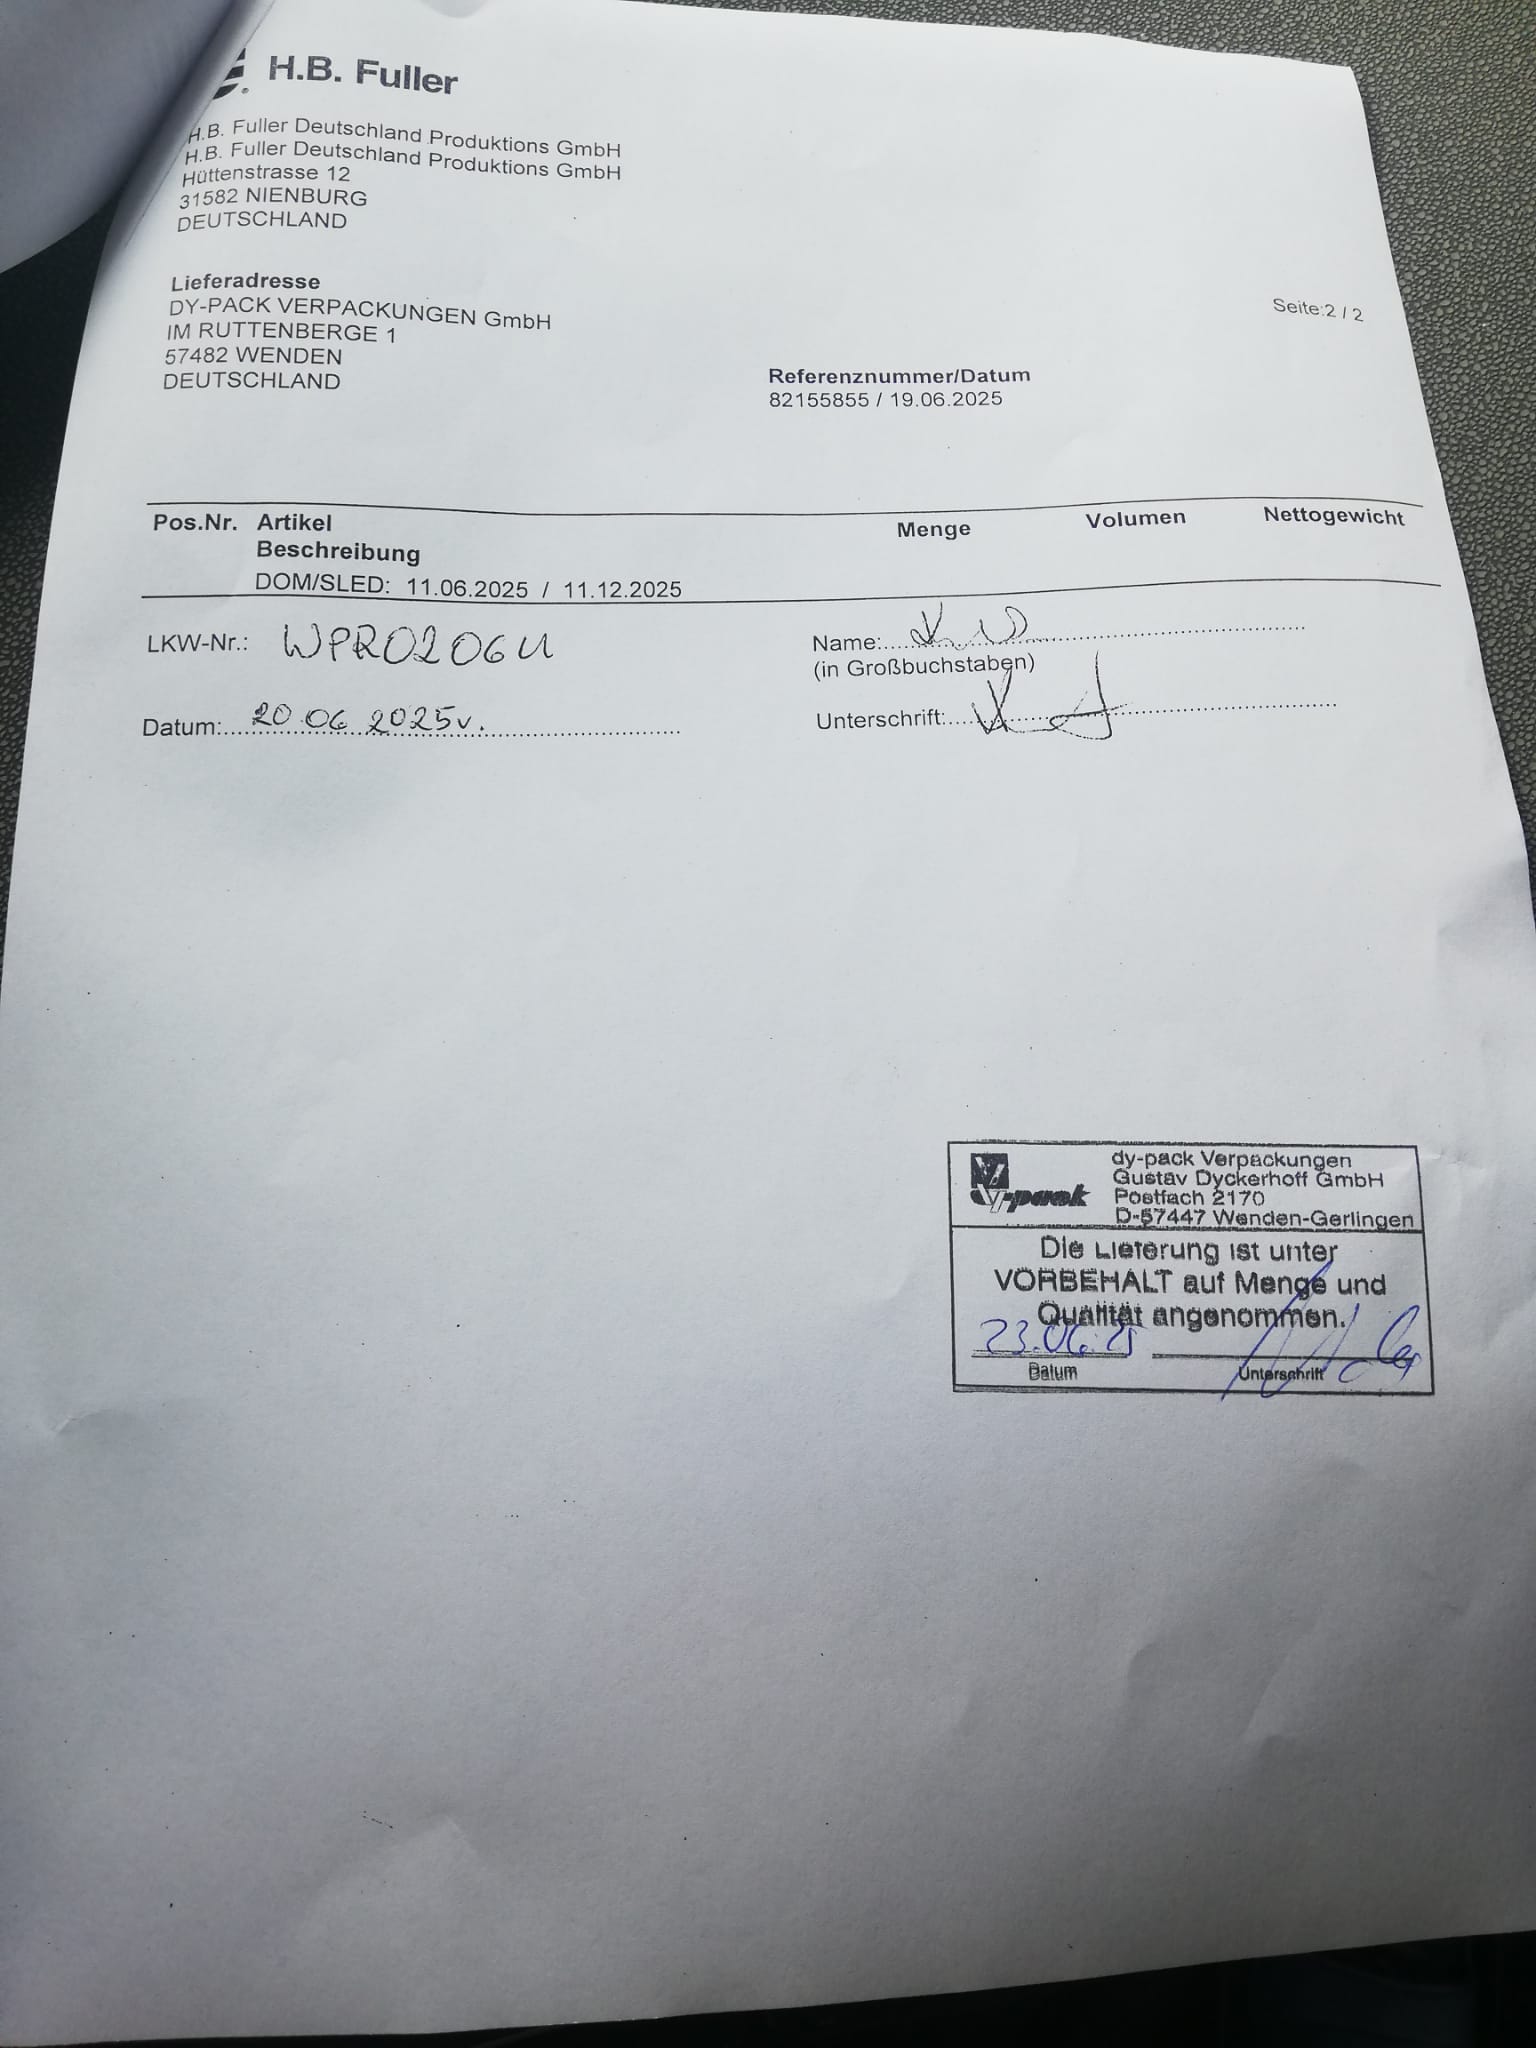 H.B. Fuller
H.B. Fuller Deutschland Produktions GmbH
H.B. Fuller Deutschland Produktions GmbH
Hüttenstrasse 12
31582 NIENBURG
DEUTSCHLAND
Lieferadresse
DY-PACK VERPACKUNGEN GmbH
IM RUTTENBERGE 1
57482 WENDEN
DEUTSCHLAND
Seite:2 / 2
Referenznummer/Datum
82155855 / 19.06.2025
Pos.Nr. Artikel Menge Volumen Nettogewicht
Beschreibung
DOM/SLED: 11.06.2025 / 11.12.2025
LKW-Nr.: WPR0206U
Name:
(in Großbuchstaben)
Datum: 20.06.2025r.
Unterschrift:
dy-pack
dy-pack Verpackungen
Gustav Dyckerhoff GmbH
Postfach 2170
D-57447 Wenden-Gerlingen
Die Lieferung ist unter
VORBEHALT auf Menge und
Qualität angenommen.
23.06.25
Datum Unterschrift